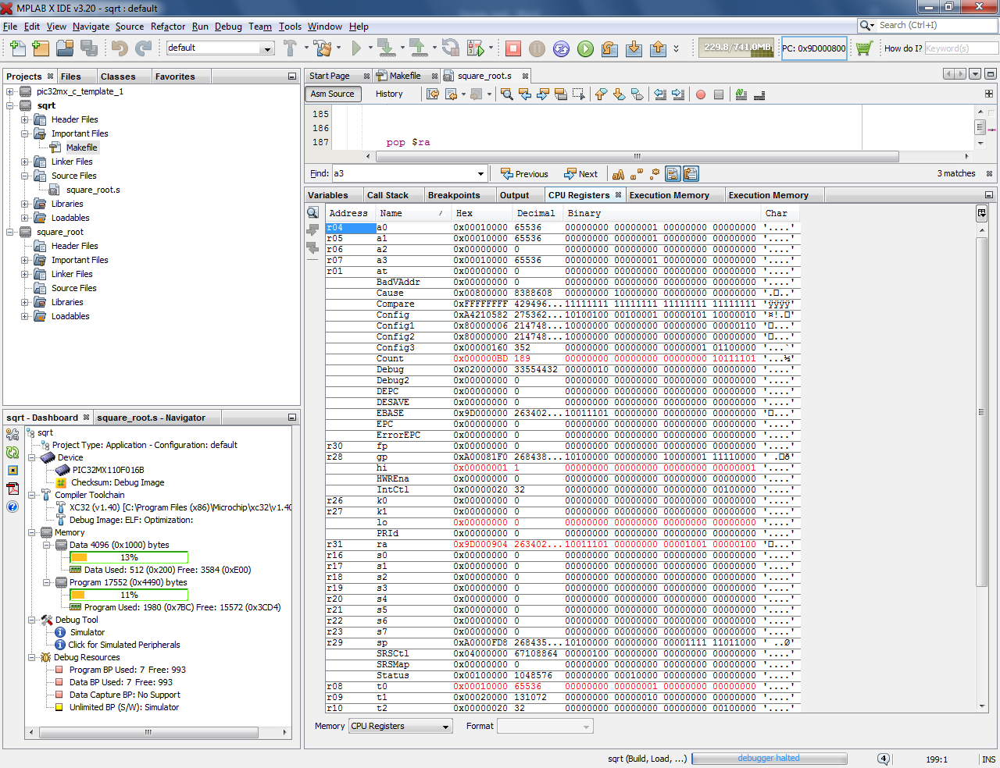 MPLAB X IDE v3.20 - sqrt : default
File Edit View Navigate Source Refactor Run Debug Team Tools Window Help
Search (Ctrl+I)
default
229.8/741.0MB
PC: 0x9D000800
How do I?
Keyword(s)
Projects Files Classes Favorites
pic32mx_c_template_1
sqrt
Header Files
Important Files
Makefile
Linker Files
Source Files
square_root.s
Libraries
Loadables
square_root
Header Files
Important Files
Linker Files
Source Files
Libraries
Loadables
sqrt - Dashboard square_root.s - Navigator
sqrt
Project Type: Application - Configuration: default
Device
PIC32MX110F016B
Checksum: Debug Image
Compiler Toolchain
XC32 (v1.40) [C:\Program Files (x86)\Microchip\xc32\v1.40
Debug Image: ELF: Optimization:
Memory
Data 4096 (0x1000) bytes
13%
Data Used: 512 (0x200) Free: 3584 (0xE00)
Program 17552 (0x4490) bytes
11%
Program Used: 1980 (0x7BC) Free: 15572 (0x3CD4)
Debug Tool
Simulator
Click for Simulated Peripherals
Debug Resources
Program BP Used: 7 Free: 993
Data BP Used: 7 Free: 993
Data Capture BP: No Support
Unlimited BP (S/W): Simulator
Start Page Makefile square_root.s
Asm Source History
185
186
187 pop $ra
Find: a3 Previous Next 3 matches
Variables Call Stack Breakpoints Output CPU Registers Execution Memory Execution Memory
Address Name Hex Decimal Binary Char
r04 a0 0x00010000 65536 00000000 00000001 00000000 00000000 '....'
r05 a1 0x00010000 65536 00000000 00000001 00000000 00000000 '....'
r06 a2 0x00000000 0 00000000 00000000 00000000 00000000 '....'
r07 a3 0x00010000 65536 00000000 00000001 00000000 00000000 '....'
r01 at 0x00000000 0 00000000 00000000 00000000 00000000 '....'
BadVAddr 0x00000000 0 00000000 00000000 00000000 00000000 '....'
Cause 0x00800000 8388608 00000000 10000000 00000000 00000000 '.□..'
Compare 0xFFFFFFFF 429496... 11111111 11111111 11111111 11111111 'ÿÿÿÿ'
Config 0xA4210582 275362... 10100100 00100001 00000101 10000010 '¤!.□'
Config1 0x80000006 214748... 10000000 00000000 00000000 00000110 '□...'
Config2 0x80000000 214748... 10000000 00000000 00000000 00000000 '□...'
Config3 0x00000160 352 00000000 00000000 00000001 01100000 '...`'
Count 0x000000BD 189 00000000 00000000 00000000 10111101 '...½'
Debug 0x02000000 33554432 00000010 00000000 00000000 00000000 '....'
Debug2 0x00000000 0 00000000 00000000 00000000 00000000 '....'
DEPC 0x00000000 0 00000000 00000000 00000000 00000000 '....'
DESAVE 0x00000000 0 00000000 00000000 00000000 00000000 '....'
EBASE 0x9D000000 263402... 10011101 00000000 00000000 00000000 '□...'
EPC 0x00000000 0 00000000 00000000 00000000 00000000 '....'
ErrorEPC 0x00000000 0 00000000 00000000 00000000 00000000 '....'
r30 fp 0x00000000 0 00000000 00000000 00000000 00000000 '....'
r28 gp 0xA00081F0 268438... 10100000 00000000 10000001 11110000 ' .□ð'
hi 0x00000001 1 00000000 00000000 00000000 00000001 '....'
HWREna 0x00000000 0 00000000 00000000 00000000 00000000 '....'
IntCtl 0x00000020 32 00000000 00000000 00000000 00100000 '....'
r26 k0 0x00000000 0 00000000 00000000 00000000 00000000 '....'
r27 k1 0x00000000 0 00000000 00000000 00000000 00000000 '....'
lo 0x00000000 0 00000000 00000000 00000000 00000000 '....'
PRId 0x00000000 0 00000000 00000000 00000000 00000000 '....'
r31 ra 0x9D000904 263402... 10011101 00000000 00001001 00000100 '□...'
r16 s0 0x00000000 0 00000000 00000000 00000000 00000000 '....'
r17 s1 0x00000000 0 00000000 00000000 00000000 00000000 '....'
r18 s2 0x00000000 0 00000000 00000000 00000000 00000000 '....'
r19 s3 0x00000000 0 00000000 00000000 00000000 00000000 '....'
r20 s4 0x00000000 0 00000000 00000000 00000000 00000000 '....'
r21 s5 0x00000000 0 00000000 00000000 00000000 00000000 '....'
r22 s6 0x00000000 0 00000000 00000000 00000000 00000000 '....'
r23 s7 0x00000000 0 00000000 00000000 00000000 00000000 '....'
r29 sp 0xA0000FD8 268435... 10100000 00000000 00001111 11011000 ' ..Ø'
SRSCtl 0x04000000 67108864 00000100 00000000 00000000 00000000 '....'
SRSMap 0x00000000 0 00000000 00000000 00000000 00000000 '....'
Status 0x00100000 1048576 00000000 00010000 00000000 00000000 '....'
r08 t0 0x00010000 65536 00000000 00000001 00000000 00000000 '....'
r09 t1 0x00020000 131072 00000000 00000010 00000000 00000000 '....'
r10 t2 0x00000020 32 00000000 00000000 00000000 00100000 '....'
Memory CPU Registers Format
sqrt (Build, Load, ...) debugger halted 4 199:1 INS